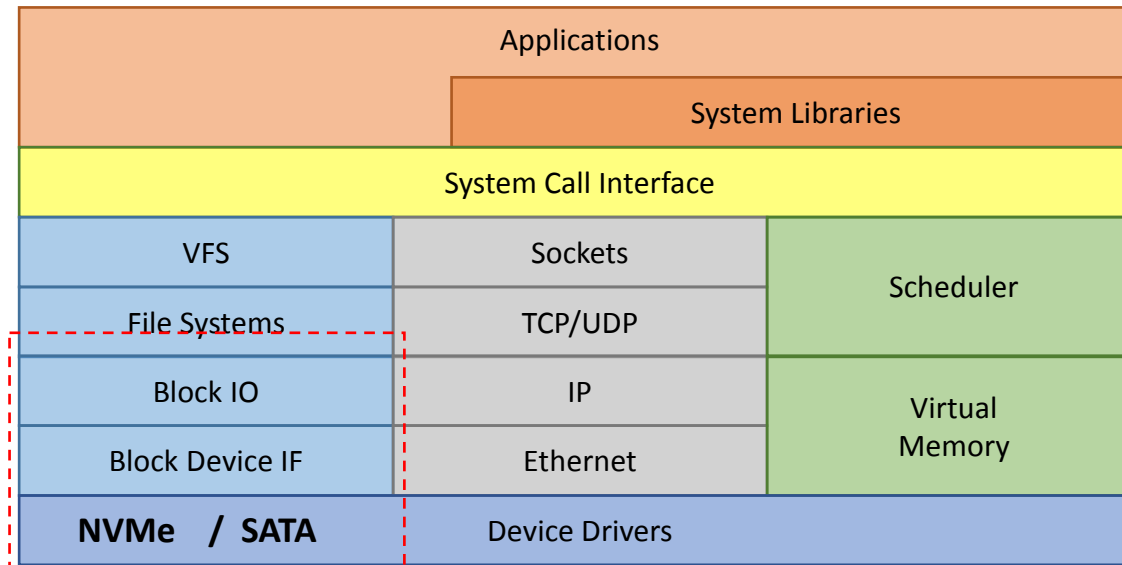 Applications
System Libraries
System Call Interface
VFS
Sockets
Scheduler
File Systems
TCP/UDP
Block IO
IP
Virtual
Memory
Block Device IF
Ethernet
NVMe / SATA
Device Drivers